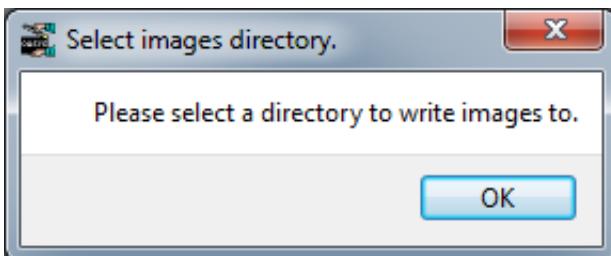 Select images directory.
Please select a directory to write images to.
OK